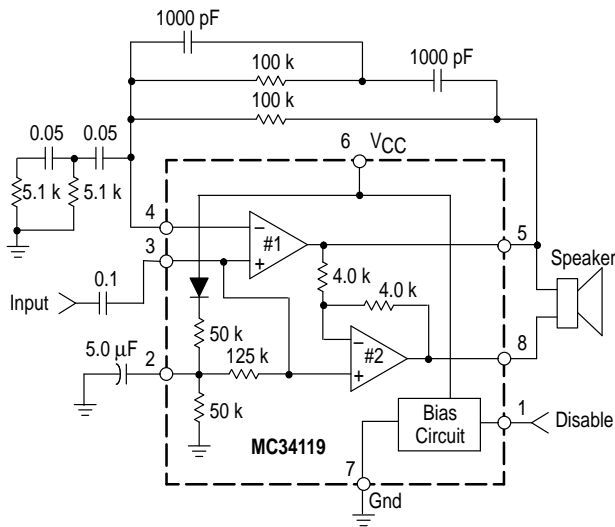 1000 pF
100 k
1000 pF
100 k
0.05 0.05
6 VCC
5.1 k
5.1 k
4
#1
5
3
Speaker
4.0 k
Input
0.1
4.0 k
50 k
5.0 µF
2
125 k
#2
8
50 k
Bias
Circuit
1
Disable
MC34119
7
Gnd